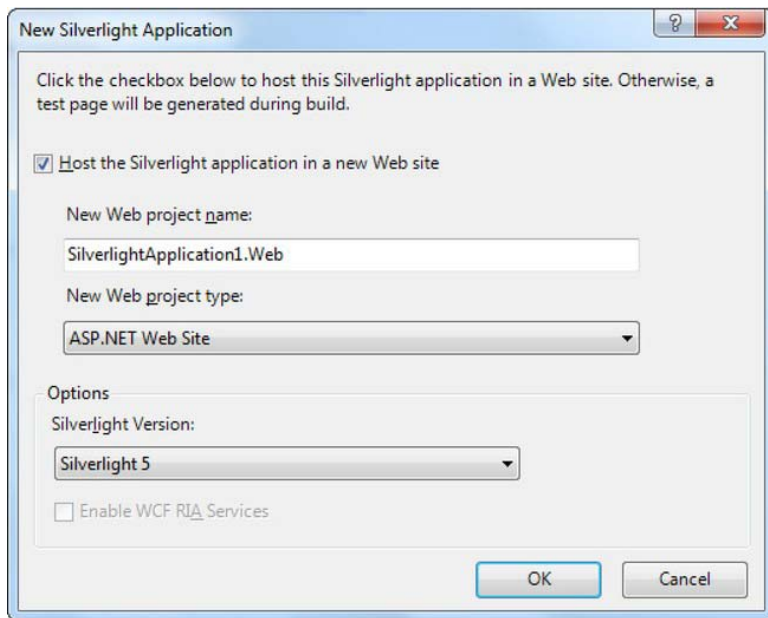 New Silverlight Application
Click the checkbox below to host this Silverlight application in a Web site. Otherwise, a
test page will be generated during build.
Host the Silverlight application in a new Web site
New Web project name:
SilverlightApplication1.Web
New Web project type:
ASP.NET Web Site
Options
Silverlight Version:
Silverlight 5
Enable WCF RIA Services
OK
Cancel